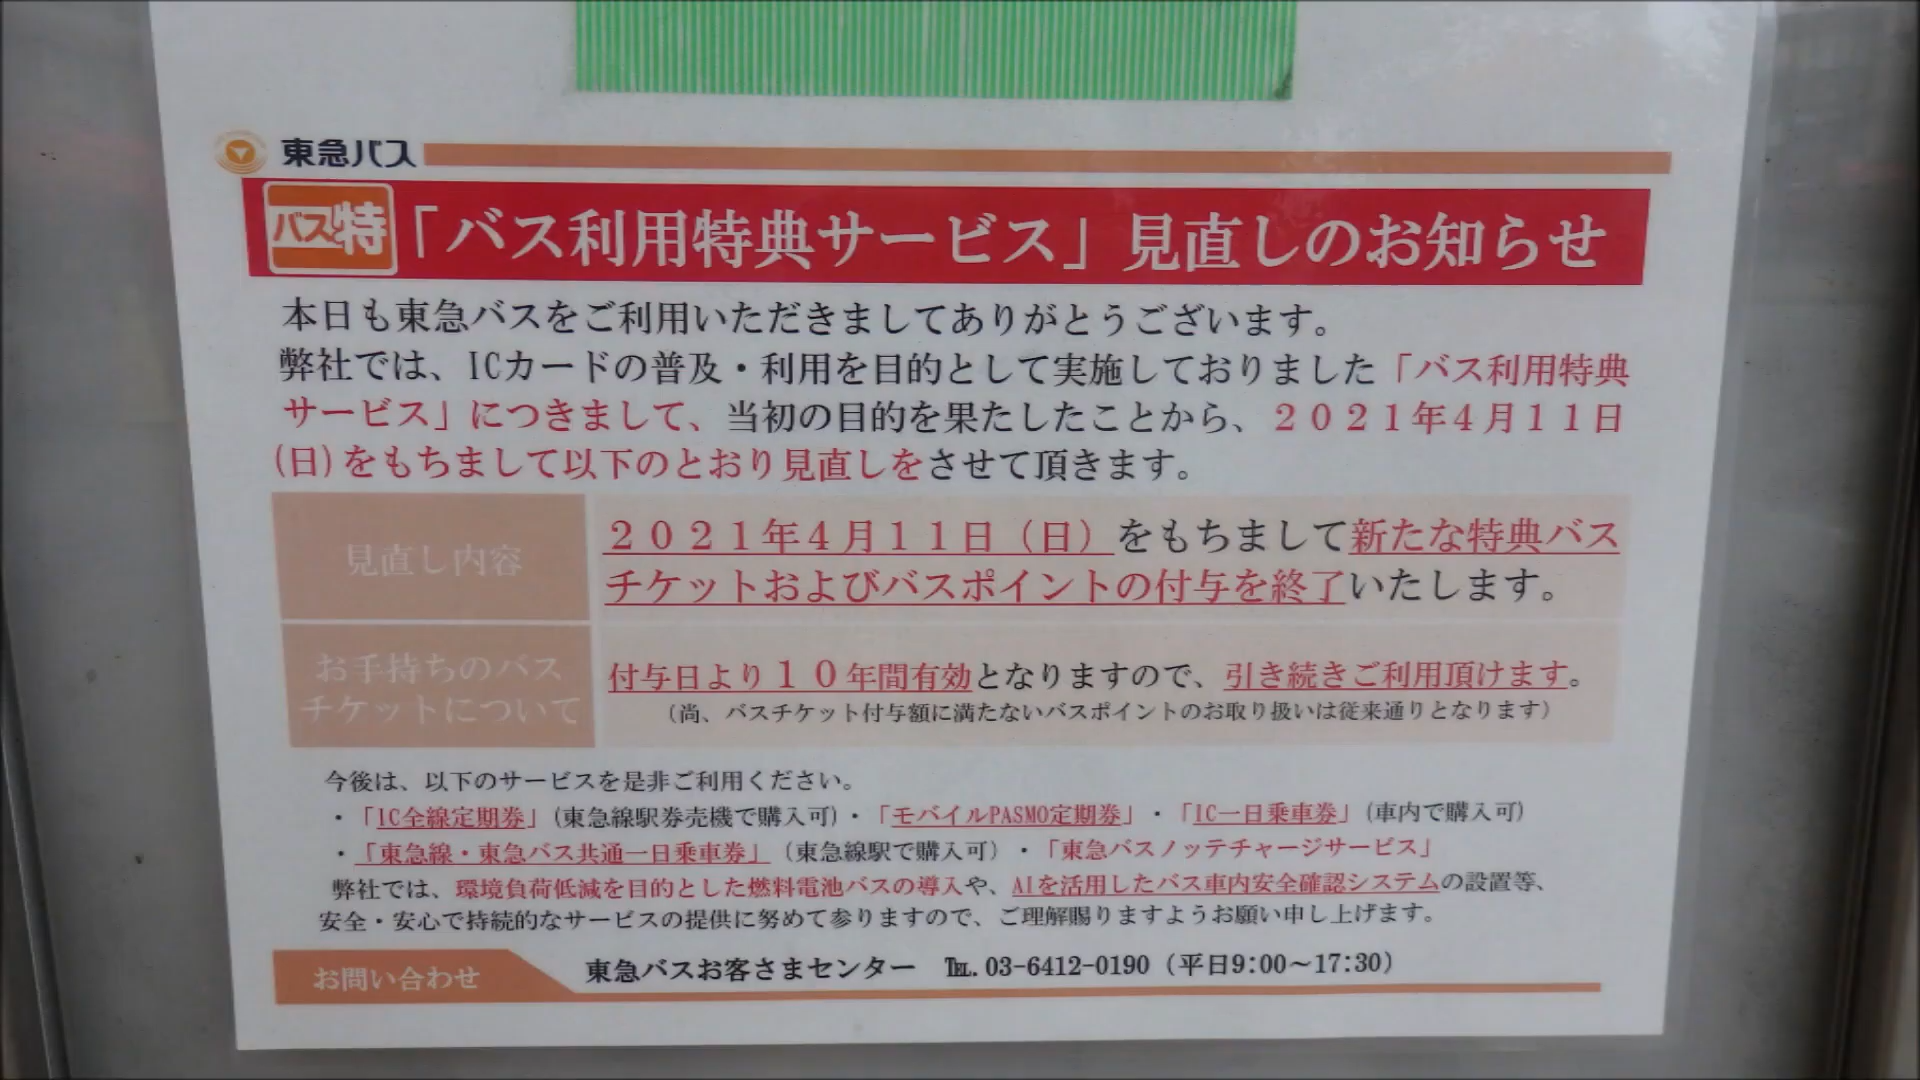 東急バス
バス特「バス利用特典サービス」見直しのお知らせ
本日も東急バスをご利用いただきましてありがとうございます。
弊社では、ICカードの普及・利用を目的として実施しておりました「バス利用特典
サービス」につきまして、当初の目的を果たしたことから、２０２１年４月１１日
(日)をもちまして以下のとおり見直しをさせて頂きます。
見直し内容
２０２１年４月１１日（日）をもちまして新たな特典バス
チケットおよびバスポイントの付与を終了いたします。
お手持ちのバス
チケットについて
付与日より１０年間有効となりますので、引き続きご利用頂けます。
（尚、バスチケット付与額に満たないバスポイントのお取り扱いは従来通りとなります）
今後は、以下のサービスを是非ご利用ください。
・「IC全線定期券」(東急線駅券売機で購入可)・「モバイルPASMO定期券」・「IC一日乗車券」(車内で購入可)
・「東急線・東急バス共通一日乗車券」（東急線駅で購入可）・「東急バスノッテチャージサービス」
弊社では、環境負荷低減を目的とした燃料電池バスの導入や、AIを活用したバス車内安全確認システムの設置等、
安全・安心で持続的なサービスの提供に努めて参りますので、ご理解賜りますようお願い申し上げます。
お問い合わせ
東急バスお客さまセンター ℡. 03-6412-0190（平日9:00～17:30）